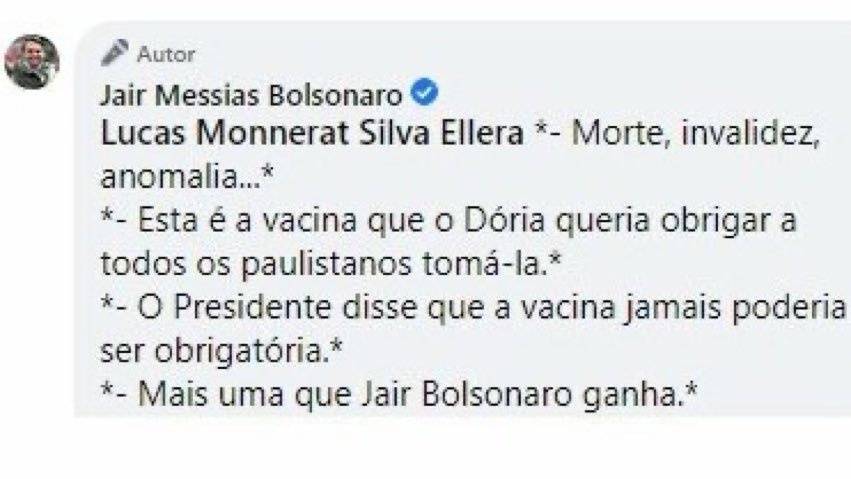 Autor
Jair Messias Bolsonaro
Lucas Monnerat Silva Ellera *- Morte, invalidez,
anomalia...*
*- Esta é a vacina que o Dória queria obrigar a
todos os paulistanos tomá-la.*
*- O Presidente disse que a vacina jamais poderia
ser obrigatória.*
*- Mais uma que Jair Bolsonaro ganha.*